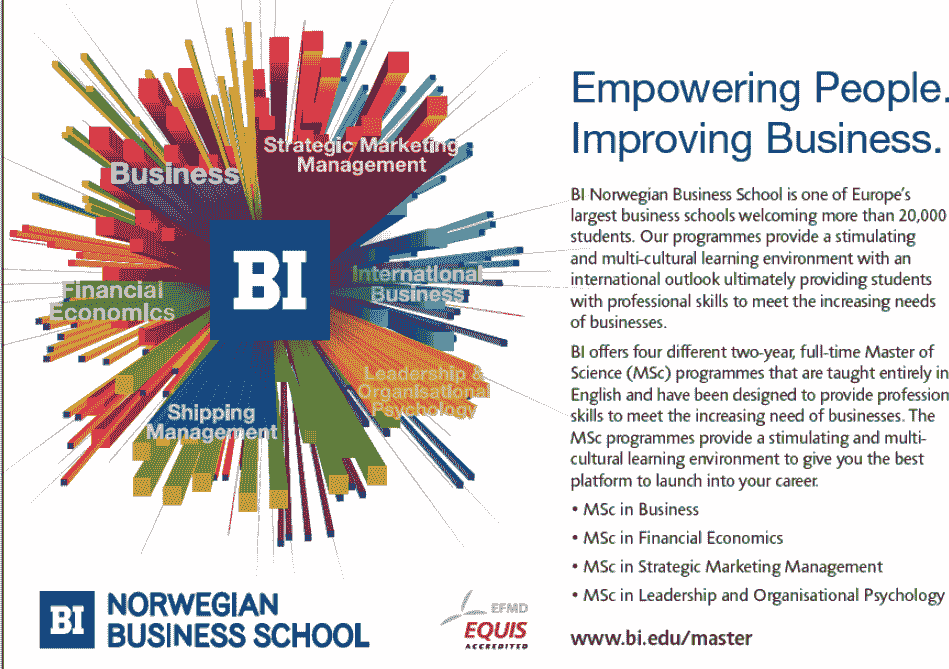 Strategic Marketing
Management
Business
BI
International
Business
Financial
Economics
Leadership &
Organisational
Psychology
Shipping
Management
BI NORWEGIAN
BUSINESS SCHOOL
EFMD
EQUIS
ACCREDITED
Empowering People.
Improving Business.
BI Norwegian Business School is one of Europe's
largest business schools welcoming more than 20,000
students. Our programmes provide a stimulating
and multi-cultural learning environment with an
international outlook ultimately providing students
with professional skills to meet the increasing needs
of businesses.
BI offers four different two-year, full-time Master of
Science (MSc) programmes that are taught entirely in
English and have been designed to provide profession
skills to meet the increasing need of businesses. The
MSc programmes provide a stimulating and multi-
cultural learning environment to give you the best
platform to launch into your career.
• MSc in Business
• MSc in Financial Economics
• MSc in Strategic Marketing Management
• MSc in Leadership and Organisational Psychology
www.bi.edu/master